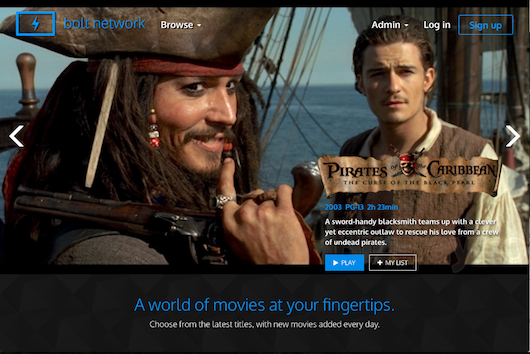 bolt network
Browse
Admin
Log in
Sign up
PIRATES of the CARIBBEAN
THE CURSE OF THE BLACK PEARL
2003 PG-13 2h 23min
A sword-handy blacksmith teams up with a clever
yet eccentric outlaw to rescue his love from a crew
of undead pirates.
PLAY
+ MY LIST
A world of movies at your fingertips.
Choose from the latest titles, with new movies added every day.